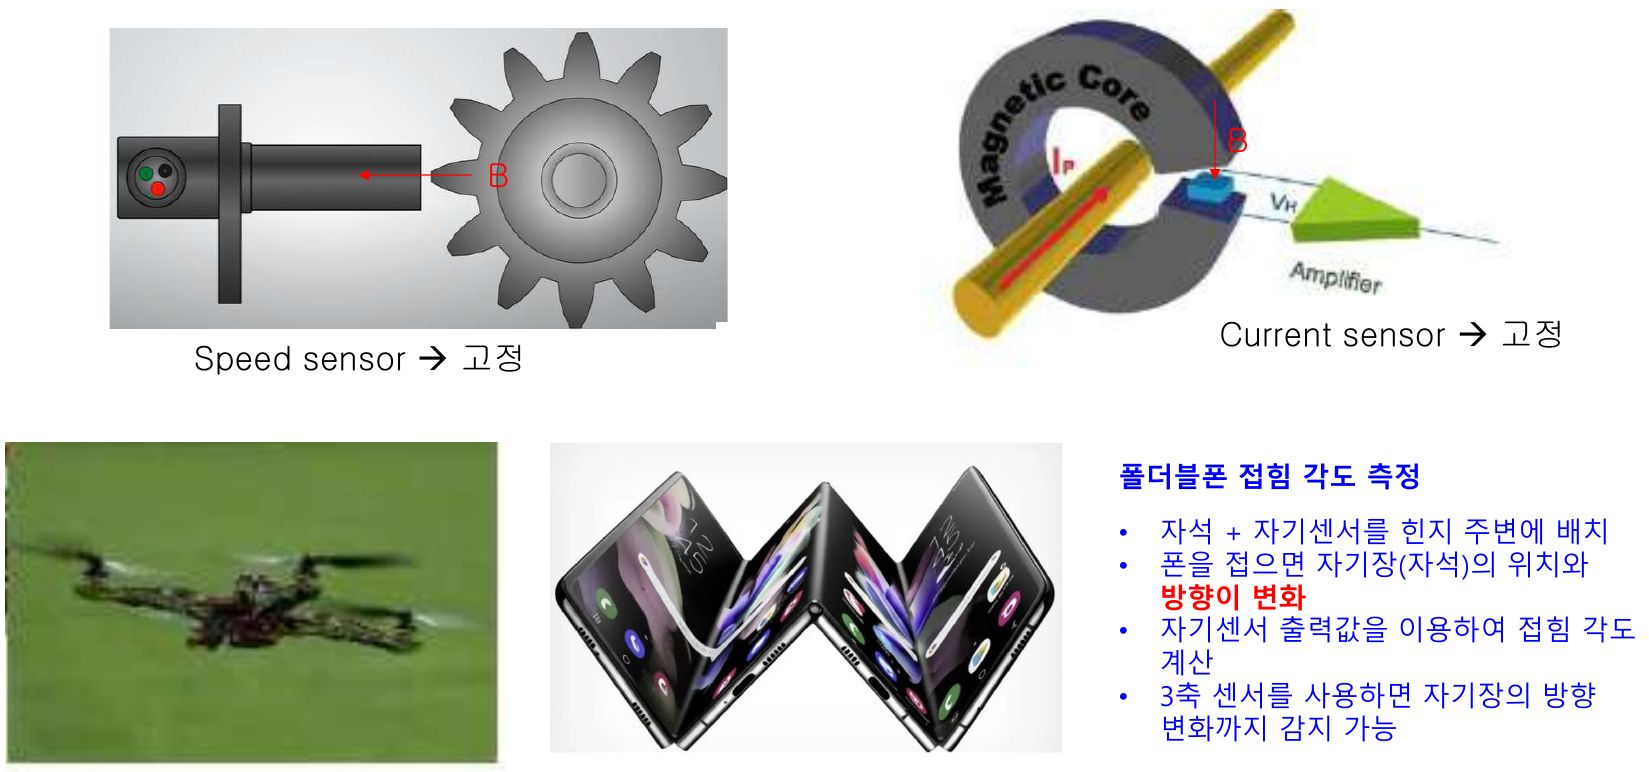 B
Speed sensor → 고정
Magnetic Core
IP
B
VH
Amplifier
Current sensor → 고정
폴더블폰 접힘 각도 측정
• 자석 + 자기센서를 힌지 주변에 배치
• 폰을 접으면 자기장(자석)의 위치와
방향이 변화
• 자기센서 출력값을 이용하여 접힘 각도
계산
• 3축 센서를 사용하면 자기장의 방향
변화까지 감지 가능